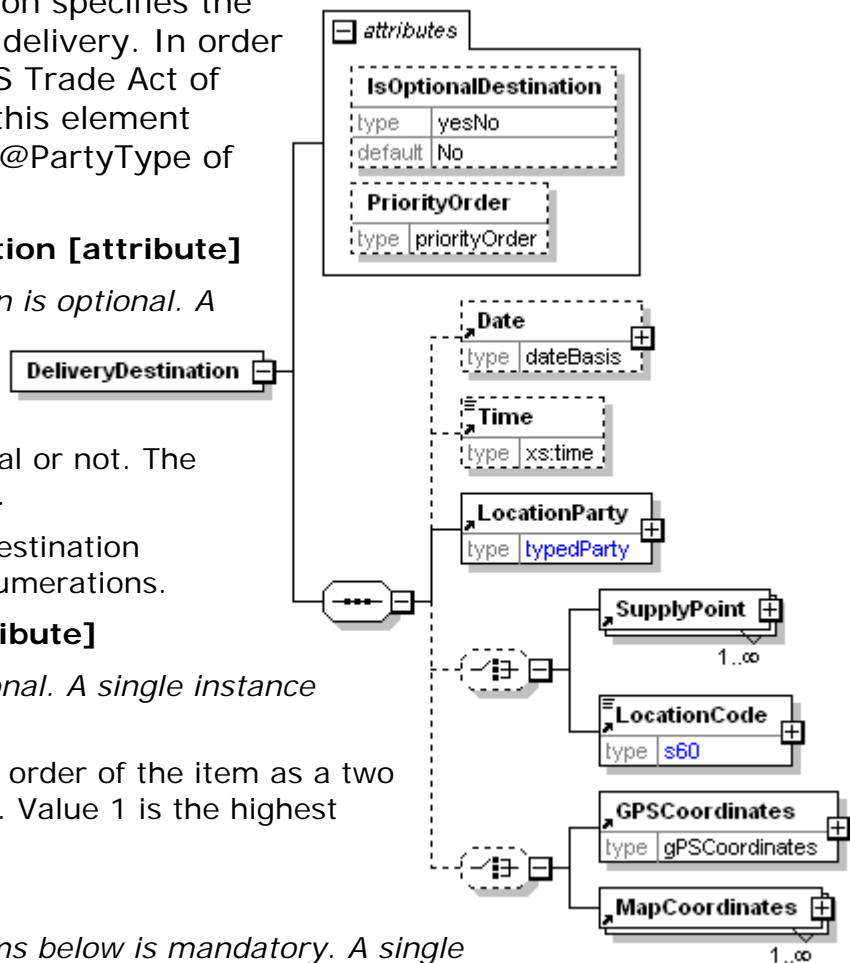 on specifies the
delivery. In order
S Trade Act of
this element
@PartyType of
tion [attribute]
n is optional. A
al or not. The
estination
umerations.
ribute]
onal. A single instance
order of the item as a two
. Value 1 is the highest
ms below is mandatory. A single
attributes
IsOptionalDestination
type yesNo
default No
PriorityOrder
type priorityOrder
DeliveryDestination
Date
type dateBasis
Time
type xs:time
LocationParty
type typedParty
SupplyPoint
1..∞
LocationCode
type s60
GPSCoordinates
type gPSCoordinates
MapCoordinates
1..∞